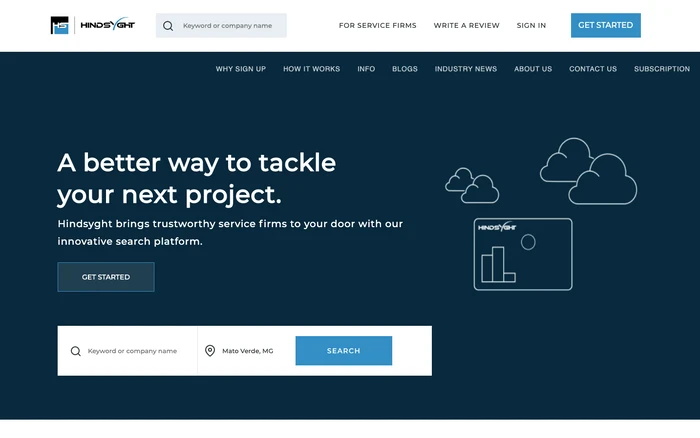 HS HINDSYGHT
Keyword or company name
FOR SERVICE FIRMS
WRITE A REVIEW
SIGN IN
GET STARTED
WHY SIGN UP
HOW IT WORKS
INFO
BLOGS
INDUSTRY NEWS
ABOUT US
CONTACT US
SUBSCRIPTION
A better way to tackle
your next project.
Hindsyght brings trustworthy service firms to your door with our
innovative search platform.
GET STARTED
HINDSYGHT
Keyword or company name
Mato Verde, MG
SEARCH